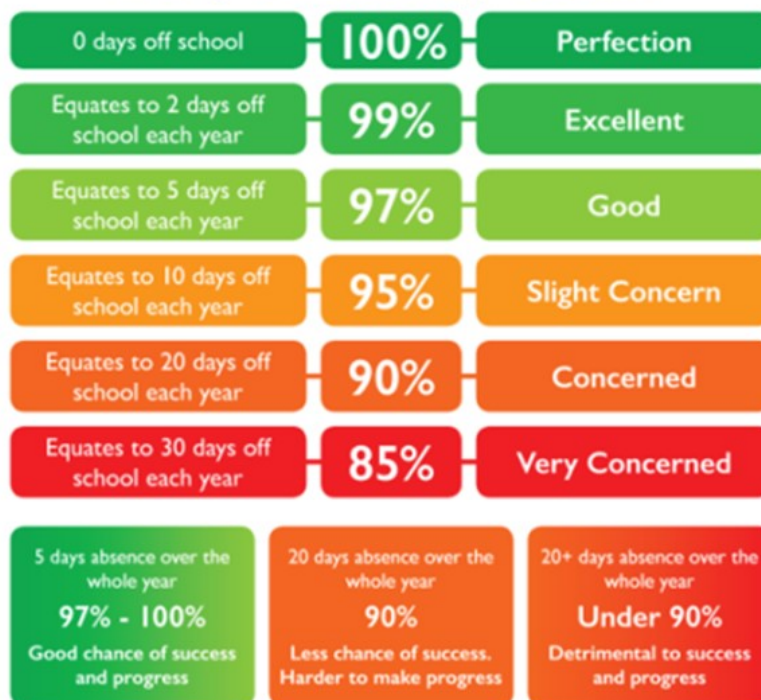 0 days off school
100%
Perfection
Equates to 2 days off
school each year
99%
Excellent
Equates to 5 days off
school each year
97%
Good
Equates to 10 days off
school each year
95%
Slight Concern
Equates to 20 days off
school each year
90%
Concerned
Equates to 30 days off
school each year
85%
Very Concerned
5 days absence over the
whole year
97% - 100%
Good chance of success
and progress
20 days absence over the
whole year
90%
Less chance of success.
Harder to make progress
20+ days absence over the
whole year
Under 90%
Detrimental to success
and progress